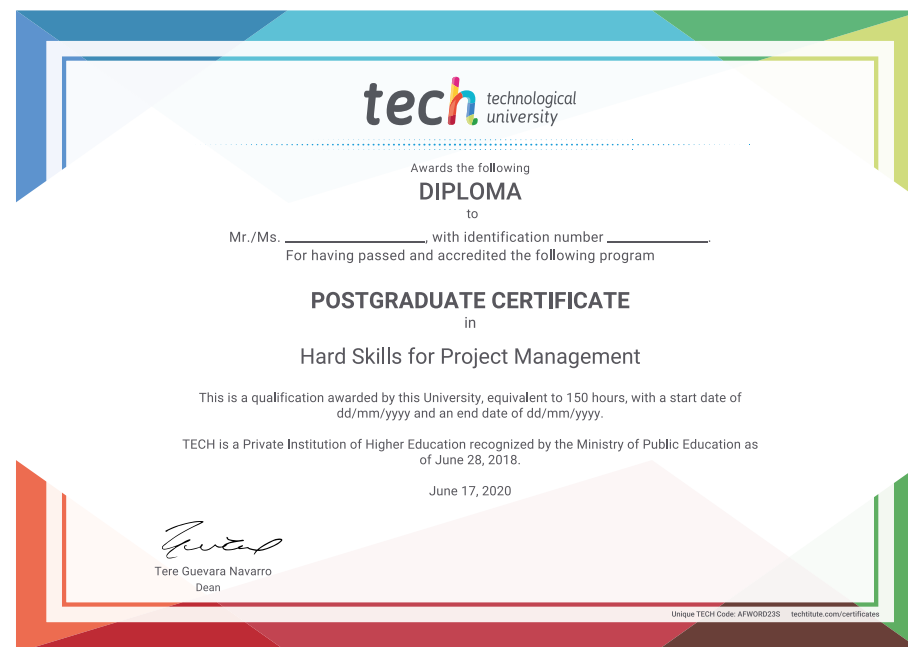 tech technological
university
Awards the following
DIPLOMA
to
Mr./Ms. ____________________, with identification number ______________.
For having passed and accredited the following program
POSTGRADUATE CERTIFICATE
in
Hard Skills for Project Management
This is a qualification awarded by this University, equivalent to 150 hours, with a start date of
dd/mm/yyyy and an end date of dd/mm/yyyy.
TECH is a Private Institution of Higher Education recognized by the Ministry of Public Education as
of June 28, 2018.
June 17, 2020
Tere Guevara Navarro
Dean
Unique TECH Code: AFWORD23S techtitute.com/certificates